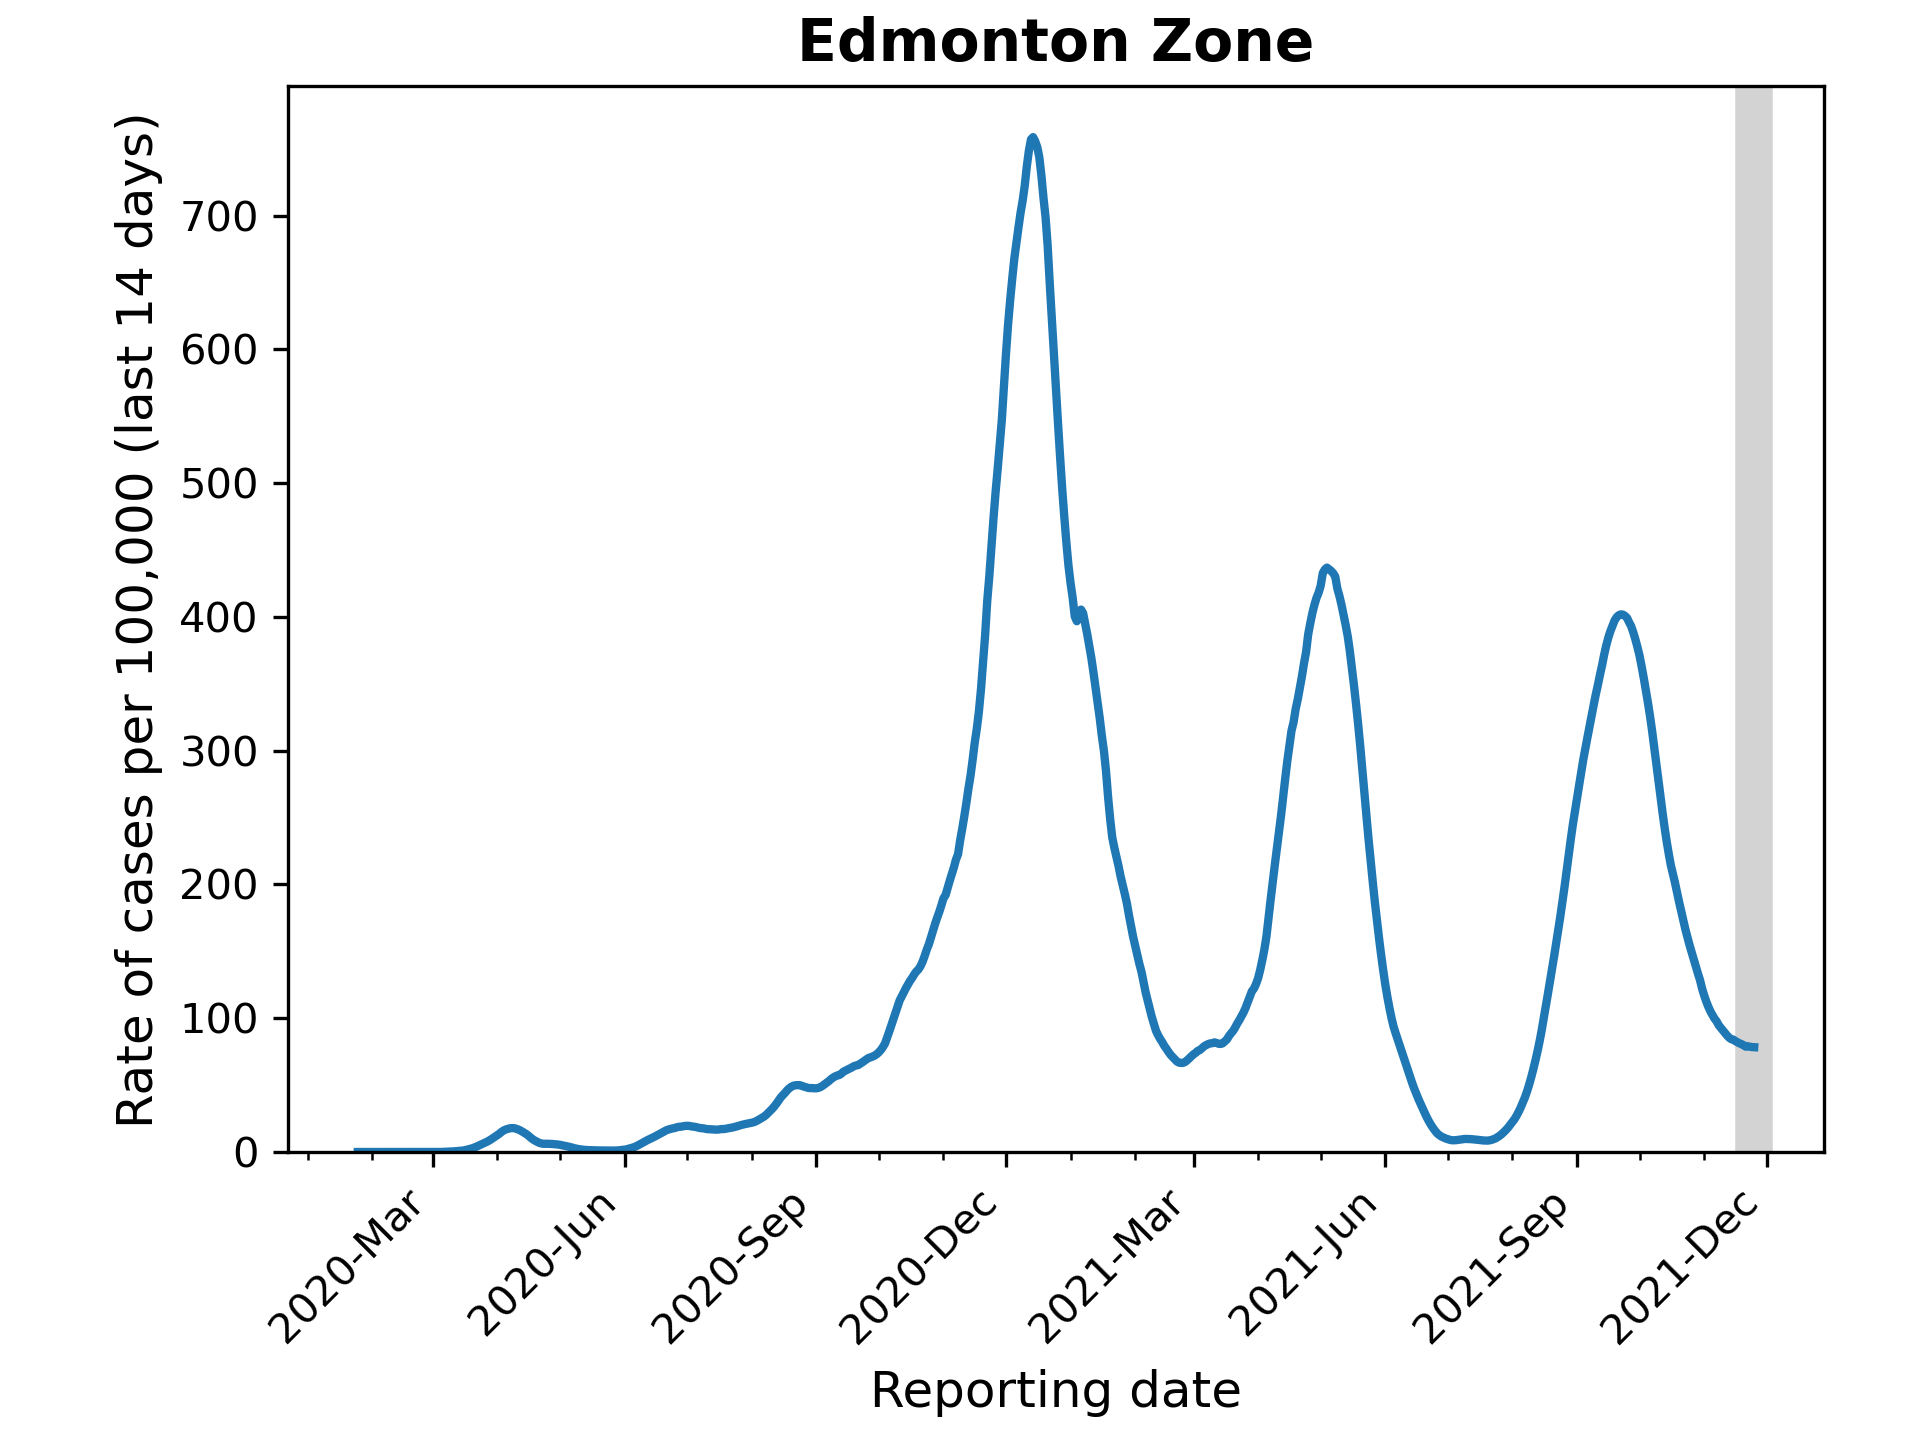 Edmonton Zone
Rate of cases per 100,000 (last 14 days)
700
600
500
400
300
200
100
0
2020-Mar
2020-Jun
2020-Sep
2020-Dec
2021-Mar
2021-Jun
2021-Sep
2021-Dec
Reporting date